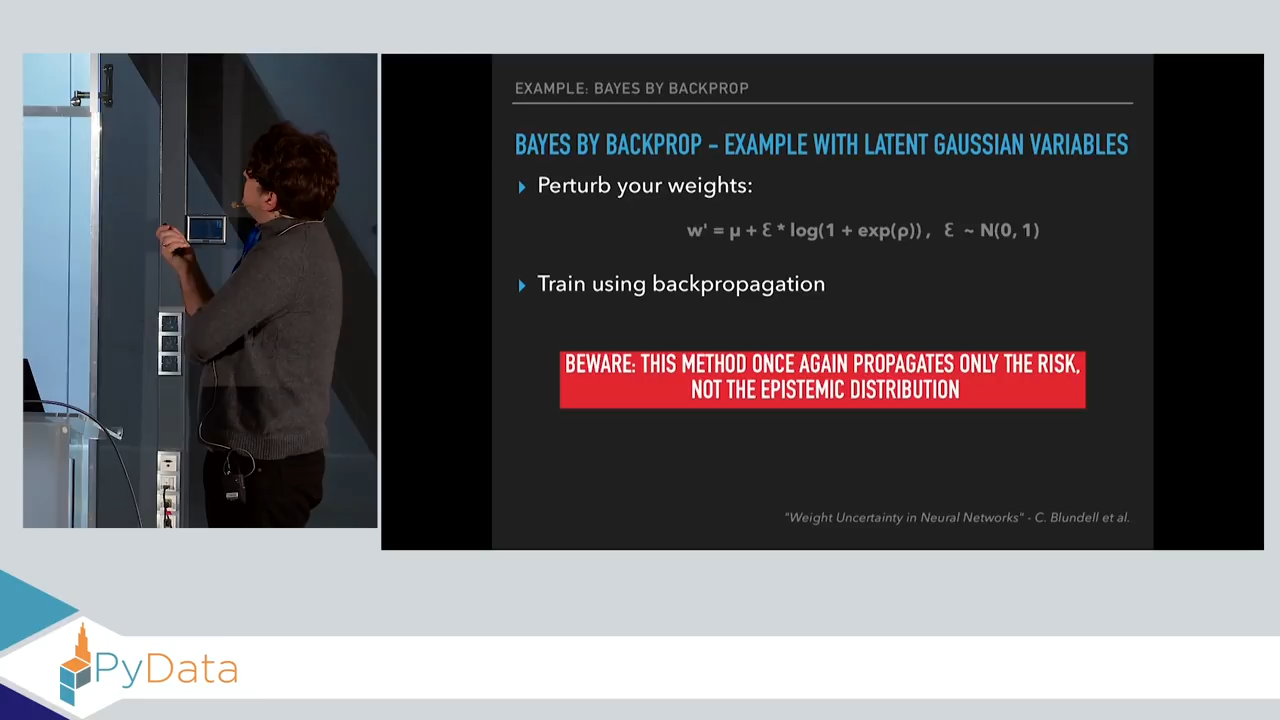 EXAMPLE: BAYES BY BACKPROP
BAYES BY BACKPROP – EXAMPLE WITH LATENT GAUSSIAN VARIABLES
Perturb your weights:
w' = μ + Ɛ * log(1 + exp(ρ)) , Ɛ ~ N(0, 1)
Train using backpropagation
BEWARE: THIS METHOD ONCE AGAIN PROPAGATES ONLY THE RISK,
NOT THE EPISTEMIC DISTRIBUTION
"Weight Uncertainty in Neural Networks" - C. Blundell et al.
PyData